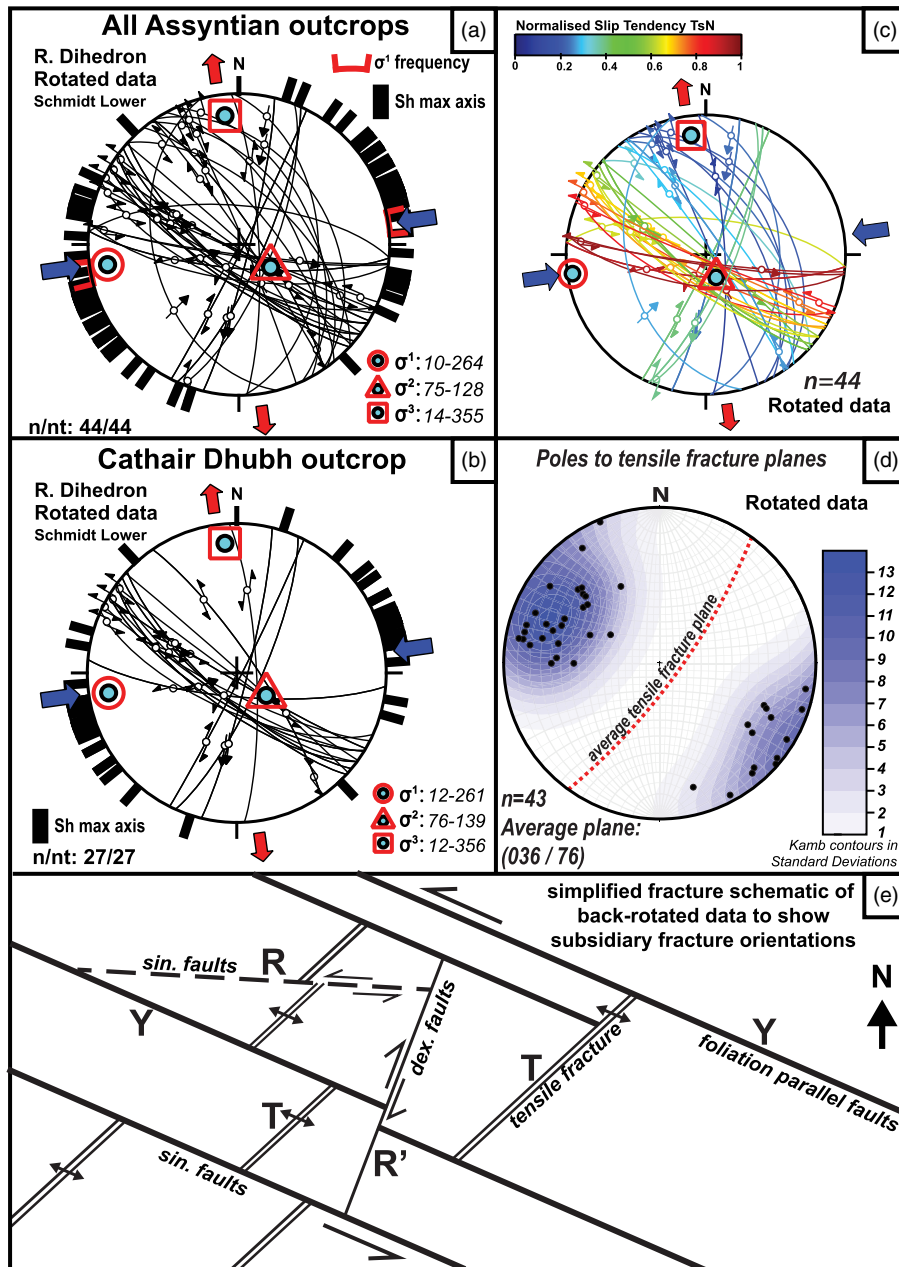 All Assyntian outcrops
(a)
R. Dihedron
Rotated data
Schmidt Lower
N
σ¹ frequency
Sh max axis
σ¹: 10-264
σ²: 75-128
σ³: 14-355
n/nt: 44/44
Cathair Dhubh outcrop
(b)
R. Dihedron
Rotated data
Schmidt Lower
N
Sh max axis
n/nt: 27/27
σ¹: 12-261
σ²: 76-139
σ³: 12-356
Normalised Slip Tendency TsN
(c)
0 0.2 0.4 0.6 0.8 1
N
n=44
Rotated data
Poles to tensile fracture planes
(d)
N
Rotated data
average tensile fracture plane
13
12
11
10
9
8
7
6
5
4
3
2
1
n=43
Average plane:
(036 / 76)
Kamb contours in
Standard Deviations
simplified fracture schematic of
back-rotated data to show
subsidiary fracture orientations
(e)
N
sin. faults
R
Y
dex. faults
T
tensile fracture
Y
foliation parallel faults
T
R'
sin. faults